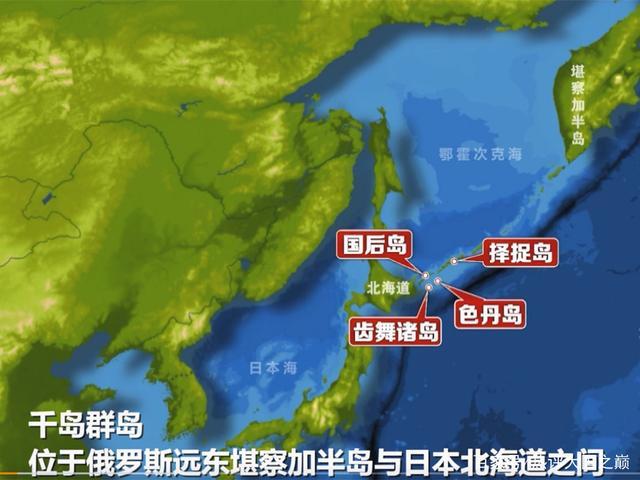 堪察加半岛
鄂霍次克海
国后岛
择捉岛
北海道
色丹岛
齿舞诸岛
日本海
千岛群岛
位于俄罗斯远东堪察加半岛与日本北海道之间
之巅